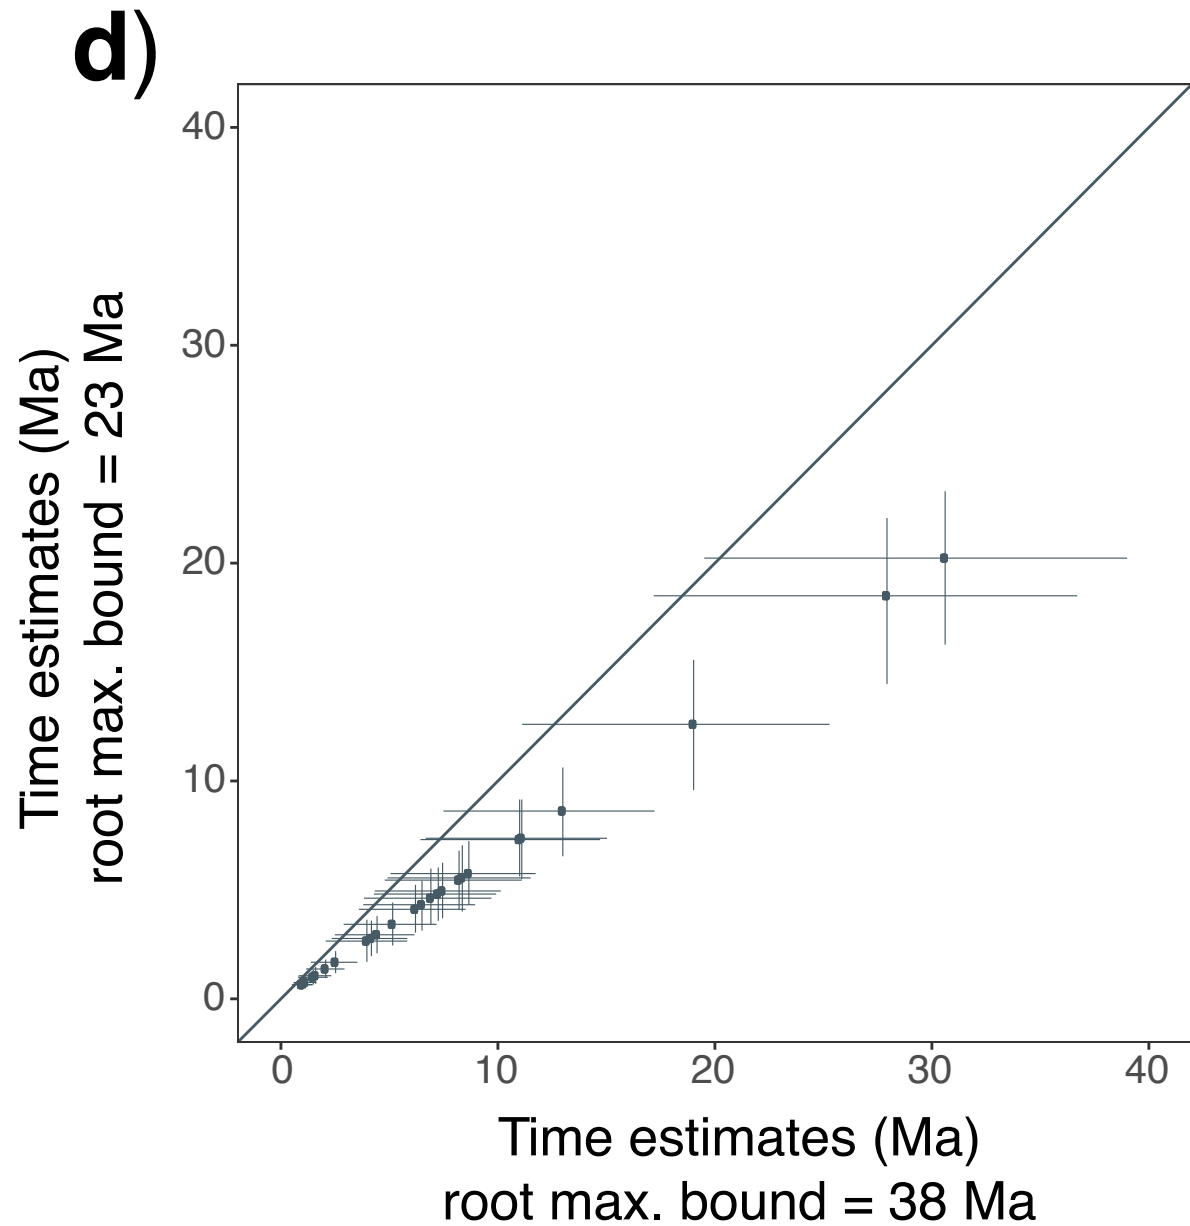 d)
Time estimates (Ma)
root max. bound = 23 Ma
40
30
20
10
0
0 10 20 30 40
Time estimates (Ma)
root max. bound = 38 Ma